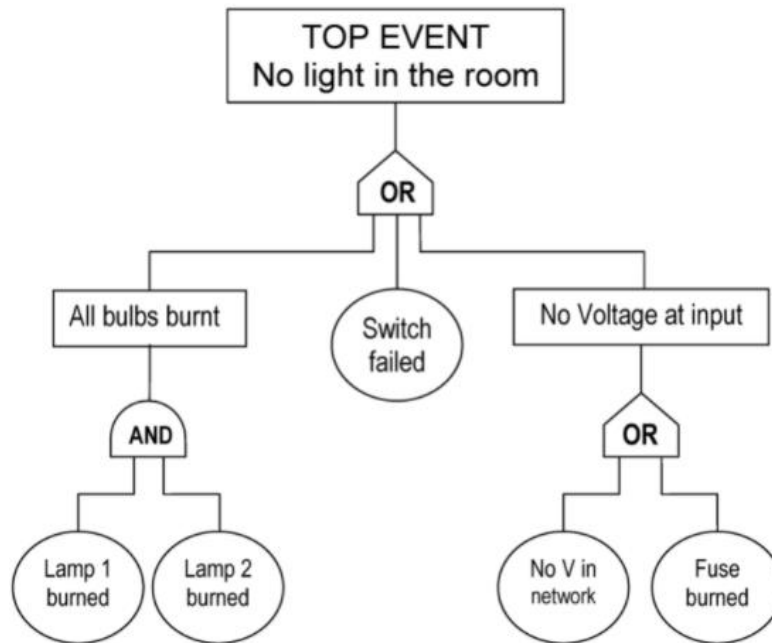 TOP EVENT
No light in the room
OR
All bulbs burnt
Switch
failed
No Voltage at input
AND
OR
Lamp 1
burned
Lamp 2
burned
No V in
network
Fuse
burned